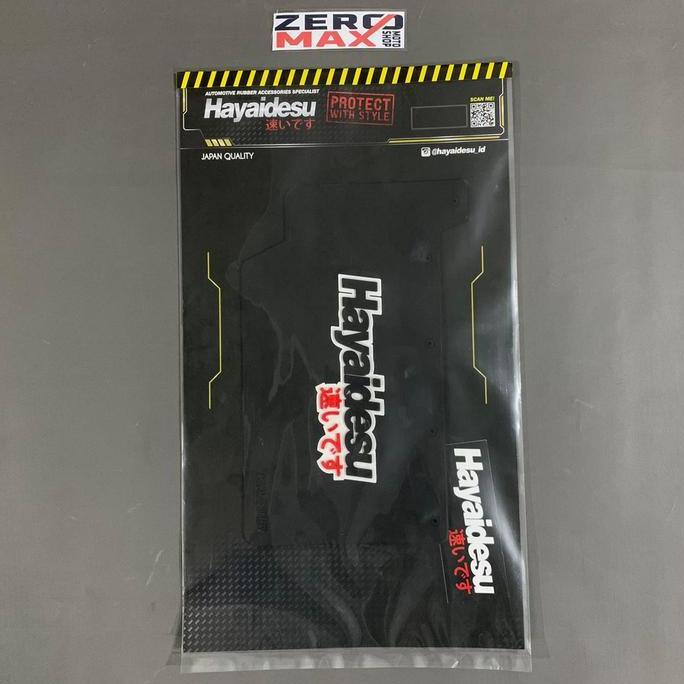 ZERO
MAX
MOTO
SHOP
AUTOMOTIVE RUBBER ACCESSORIES SPECIALIST
Hayaidesu
速いです
PROTECT
WITH STYLE
SCAN ME!
JAPAN QUALITY
@hayaidesu_id
Hayaidesu
速いです
Hayaidesu
速いです